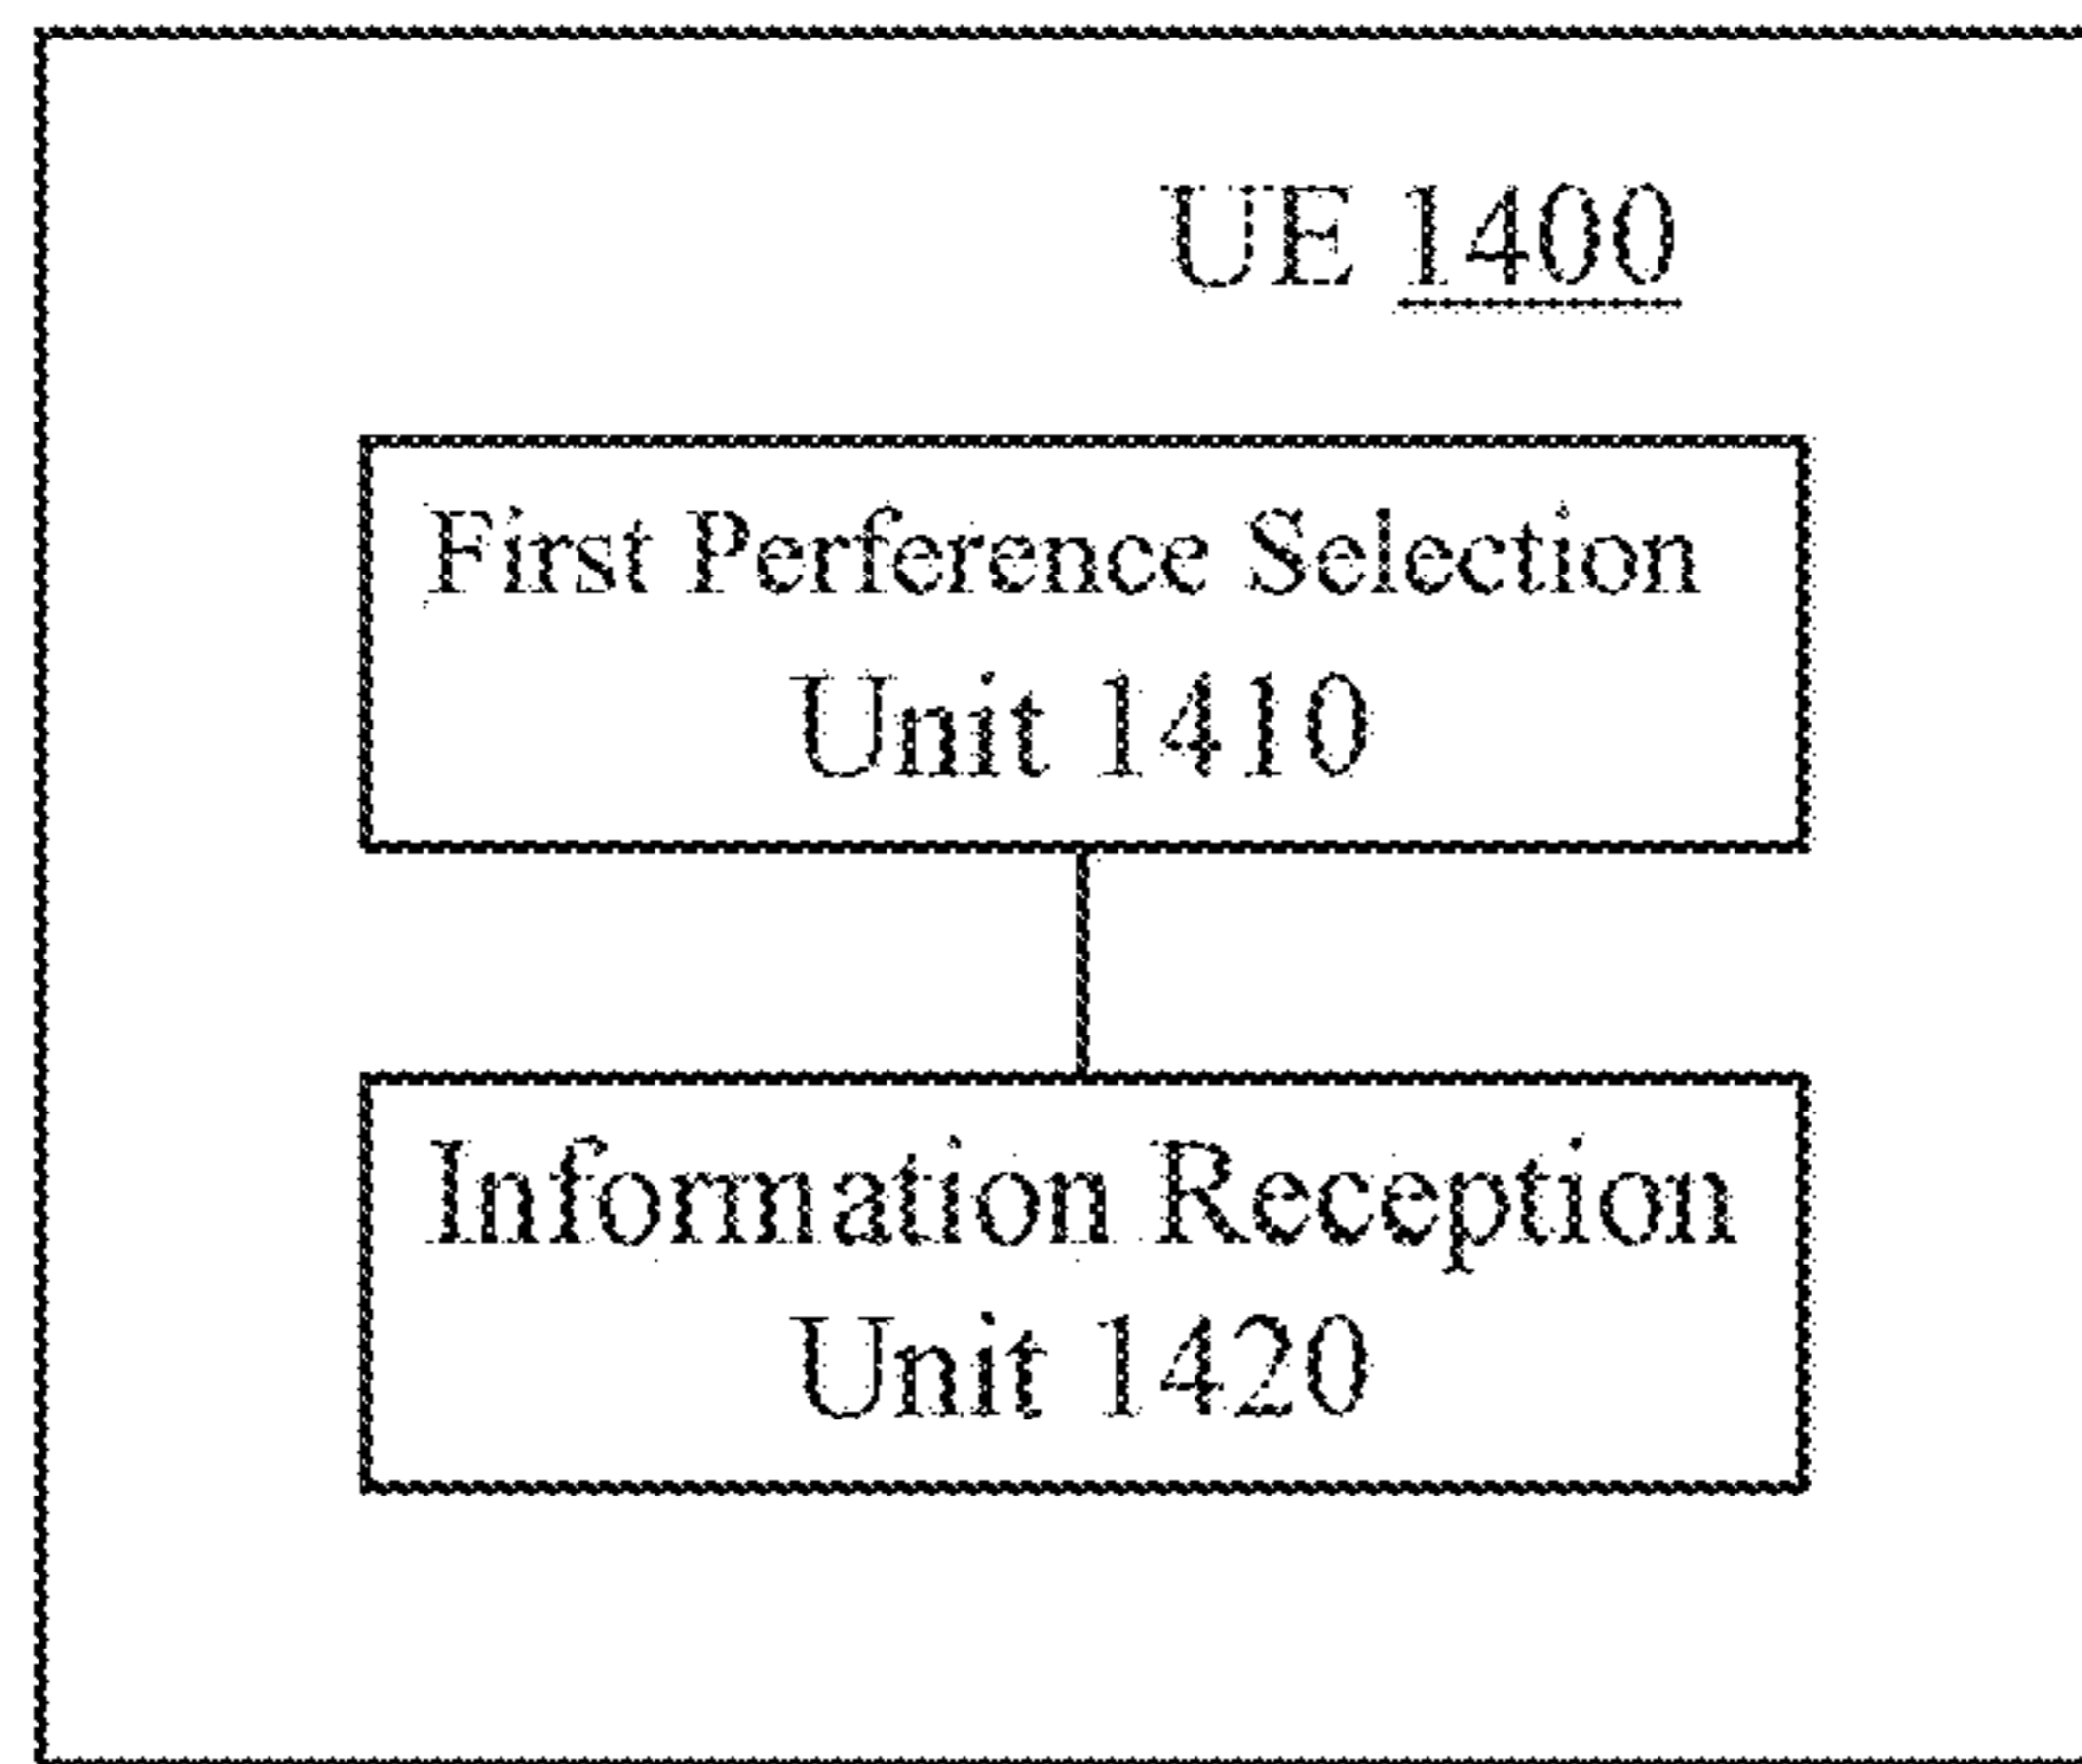 UE 1400
First Perference Selection
Unit 1410
Information Reception
Unit 1420